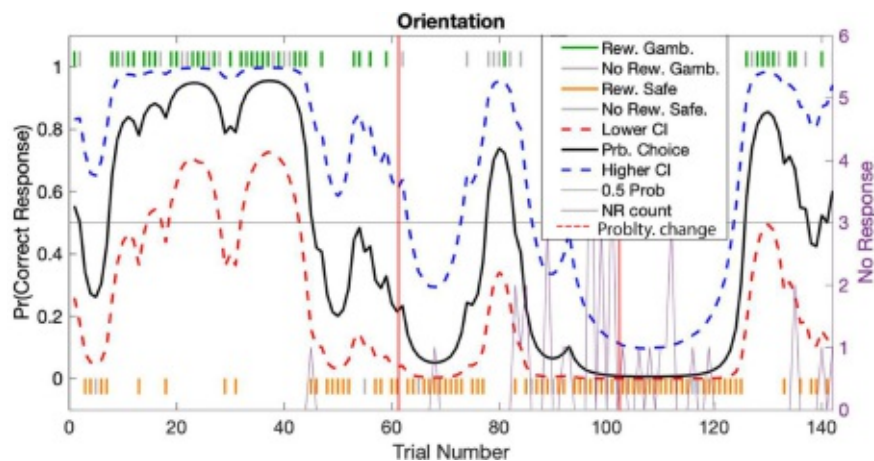 Orientation
Pr(Correct Response)
1
0.8
0.6
0.4
0.2
0
6
5
4
3
2
1
0
No Response
Rew. Gamb.
No Rew. Gamb.
Rew. Safe
No Rew. Safe.
Lower CI
Prb. Choice
Higher CI
0.5 Prob
NR count
Problty. change
0 20 40 60 80 100 120 140
Trial Number